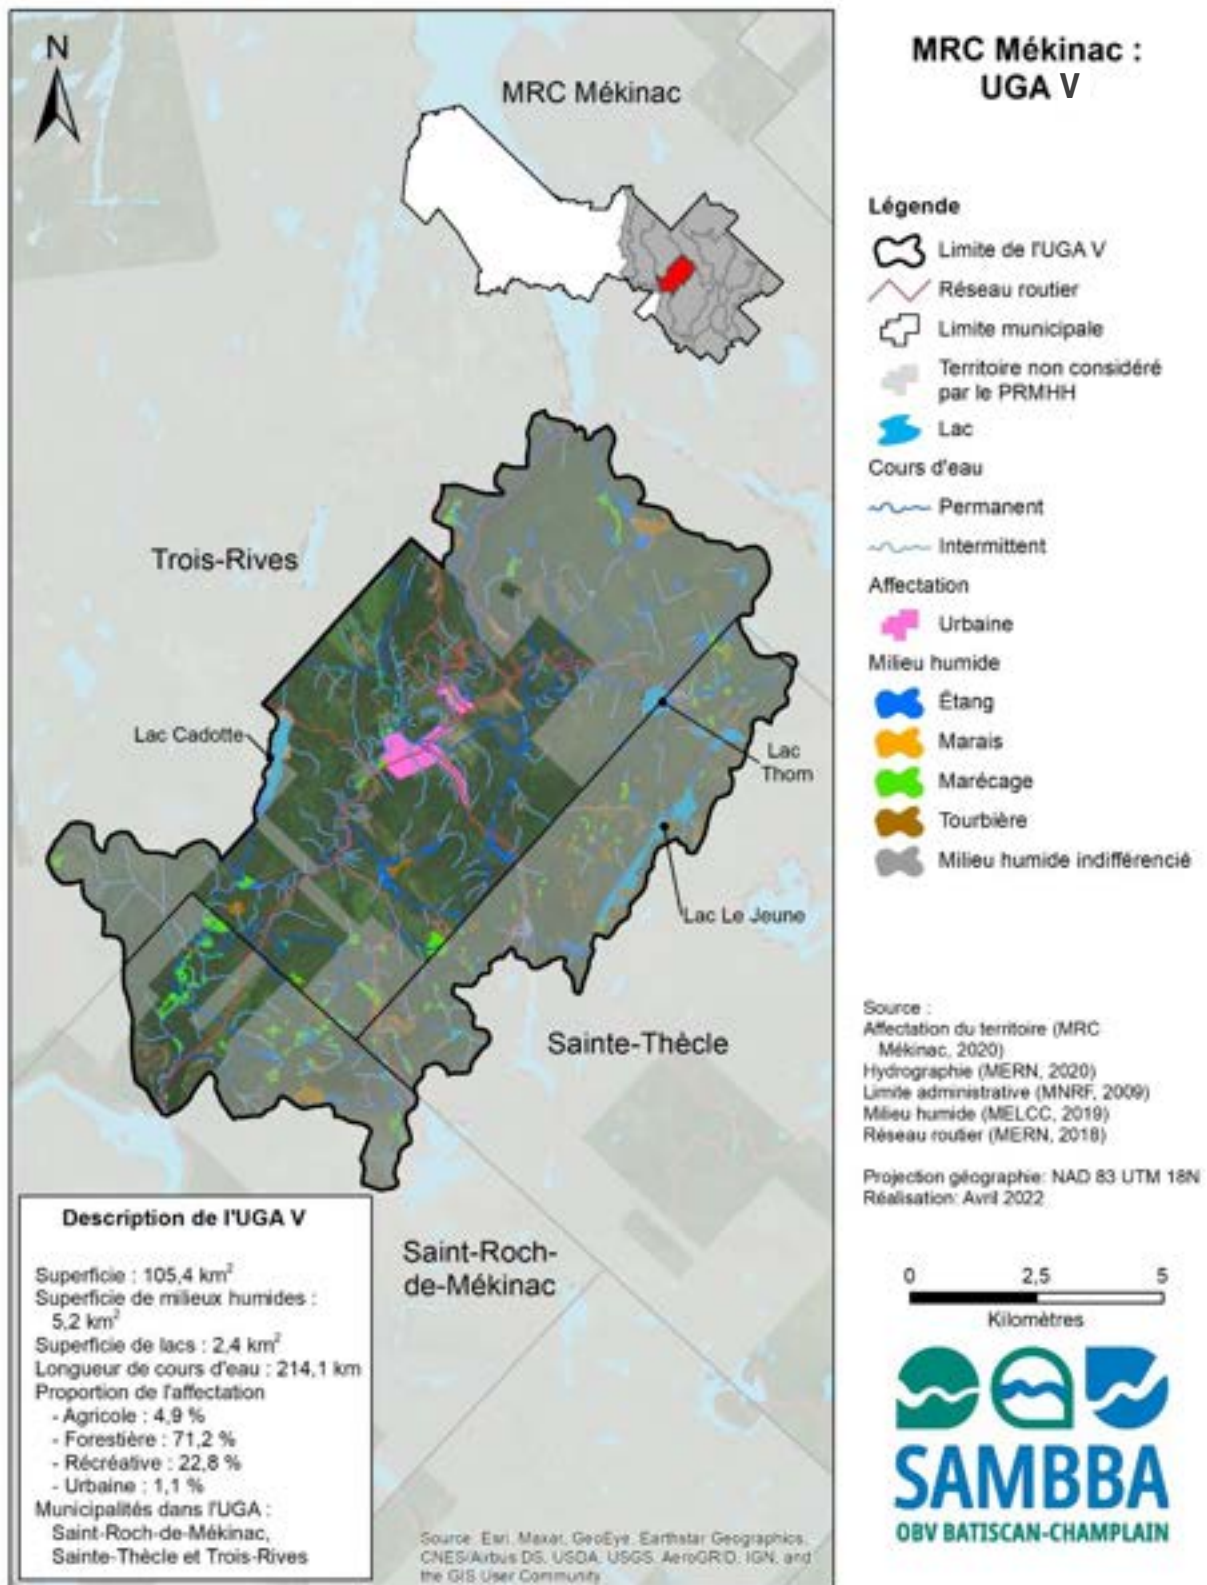 N
MRC Mékinac
Trois-Rives
Lac Cadotte
Lac
Thom
Lac Le Jeune
Sainte-Thècle
Saint-Roch-
de-Mékinac
Description de l'UGA V
Superficie : 105,4 km²
Superficie de milieux humides :
5,2 km²
Superficie de lacs : 2,4 km²
Longueur de cours d'eau : 214,1 km
Proportion de l'affectation
- Agricole : 4,9 %
- Forestière : 71,2 %
- Récréative : 22,8 %
- Urbaine : 1,1 %
Municipalités dans l'UGA :
Saint-Roch-de-Mékinac,
Sainte-Thècle et Trois-Rives
Source: Esri, Maxar, GeoEye, Earthstar Geographics,
CNES/Airbus DS, USDA, USGS, AeroGRID, IGN, and
the GIS User Community
MRC Mékinac :
UGA V
Légende
Limite de l'UGA V
Réseau routier
Limite municipale
Territoire non considéré
par le PRMHH
Lac
Cours d'eau
Permanent
Intermittent
Affectation
Urbaine
Milieu humide
Étang
Marais
Marécage
Tourbière
Milieu humide indifférencié
Source :
Affectation du territoire (MRC
Mékinac, 2020)
Hydrographie (MERN, 2020)
Limite administrative (MNRF, 2009)
Milieu humide (MELCC, 2019)
Réseau routier (MERN, 2018)
Projection géographie: NAD 83 UTM 18N
Réalisation: Avril 2022
0 2,5 5
Kilomètres
SAMBBA
OBV BATISCAN-CHAMPLAIN